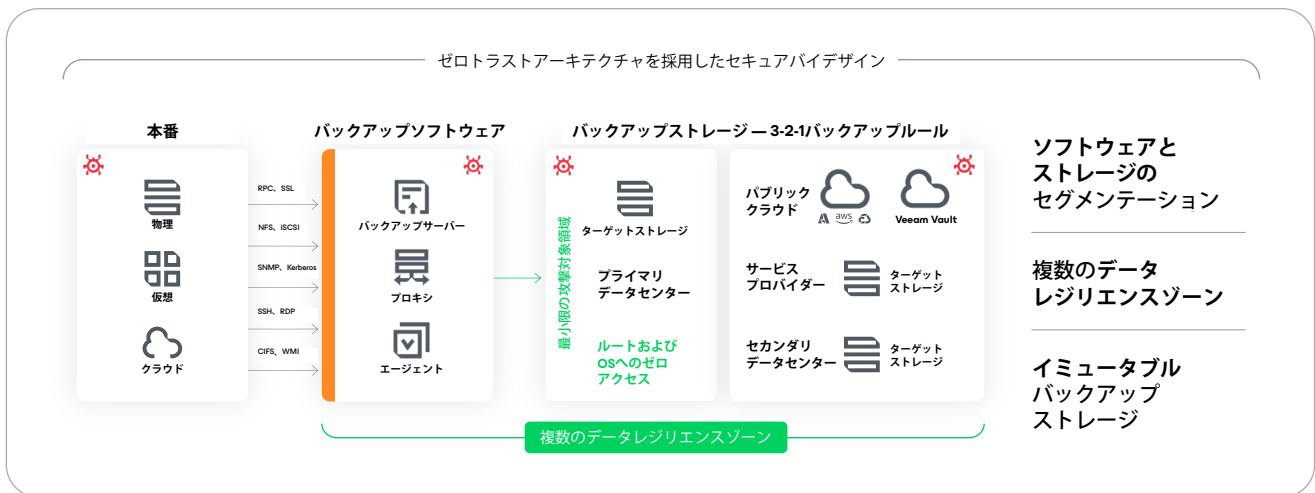 ゼロトラストアーキテクチャを採用したセキュアバイデザイン
本番
物理
仮想
クラウド
RPC、SSL
NFS、iSCSI
SNMP、Kerberos
SSH、RDP
CIFS、WMI
バックアップソフトウェア
バックアップサーバー
プロキシ
エージェント
バックアップストレージ — 3-2-1バックアップルール
最小限の攻撃対象領域
ターゲットストレージ
プライマリ
データセンター
ルートおよび
OSへのゼロ
アクセス
パブリック
クラウド
aws
Veeam Vault
サービス
プロバイダー
ターゲット
ストレージ
セカンダリ
データセンター
ターゲット
ストレージ
複数のデータレジリエンスゾーン
ソフトウェアと
ストレージの
セグメンテーション
複数のデータ
レジリエンスゾーン
イミュータブル
バックアップ
ストレージ